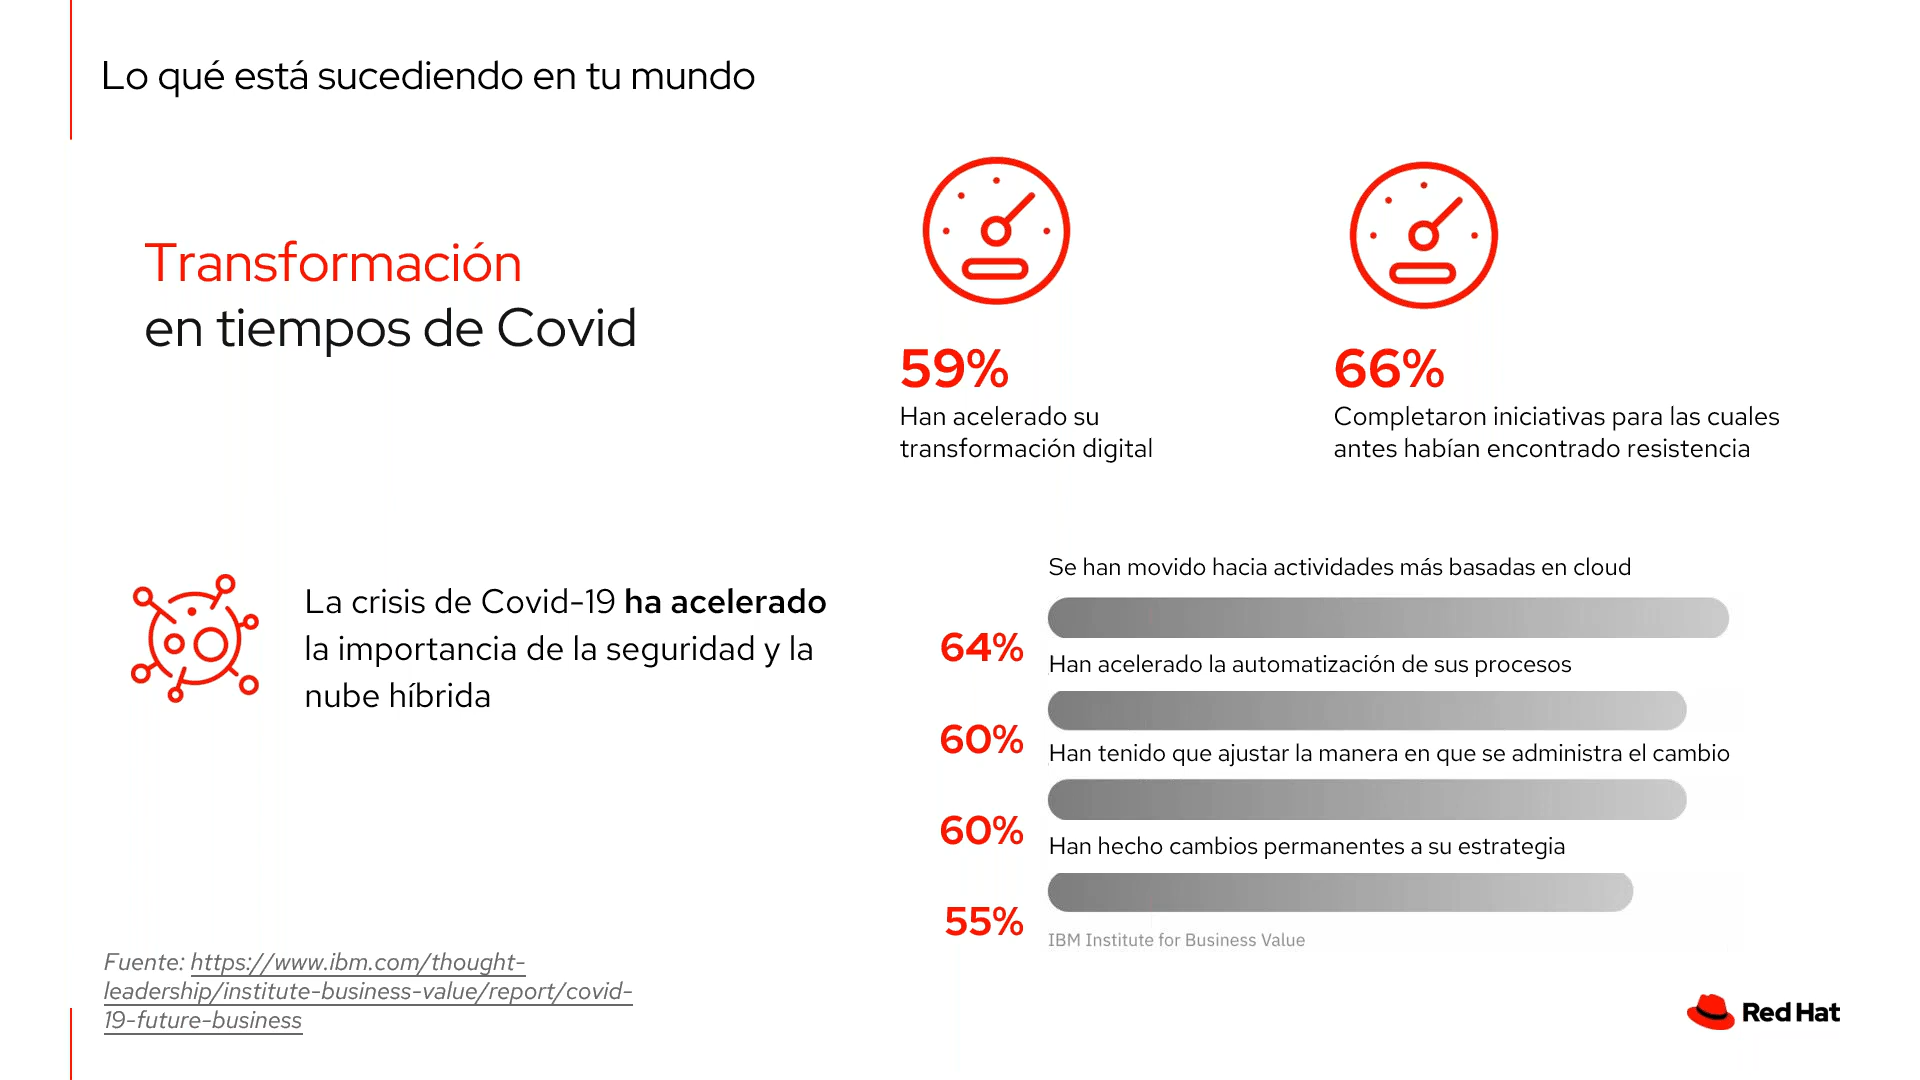 Lo qué está sucediendo en tu mundo
Transformación
en tiempos de Covid
59%
Han acelerado su
transformación digital
66%
Completaron iniciativas para las cuales
antes habían encontrado resistencia
La crisis de Covid-19 ha acelerado
la importancia de la seguridad y la
nube híbrida
Se han movido hacia actividades más basadas en cloud
64%
Han acelerado la automatización de sus procesos
60%
Han tenido que ajustar la manera en que se administra el cambio
60%
Han hecho cambios permanentes a su estrategia
55%
IBM Institute for Business Value
Fuente: https://www.ibm.com/thought-
leadership/institute-business-value/report/covid-
19-future-business
Red Hat